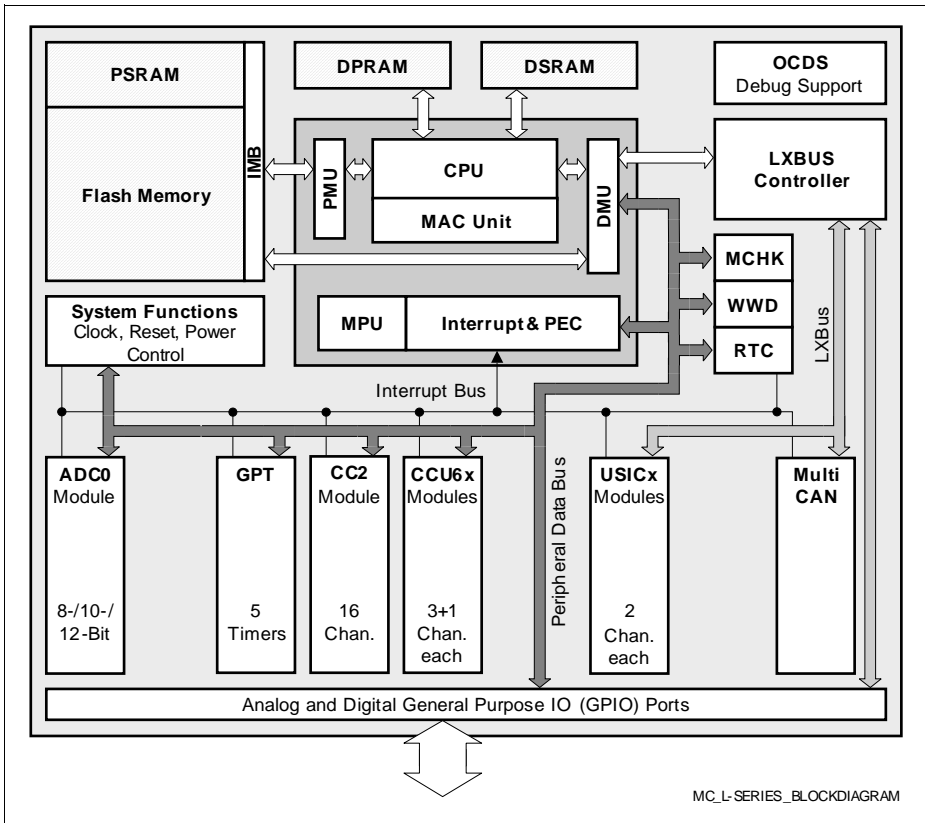 PSRAM
Flash Memory
IMB
DPRAM
DSRAM
OCDS
Debug Support
PMU
CPU
MAC Unit
DMU
LXBUS
Controller
MPU
Interrupt & PEC
MCHK
WWD
RTC
LXBus
System Functions
Clock, Reset, Power
Control
Interrupt Bus
Peripheral Data Bus
ADC0
Module
8-/10-/
12-Bit
GPT
5
Timers
CC2
Module
16
Chan.
CCU6x
Modules
3+1
Chan.
each
USICx
Modules
2
Chan.
each
Multi
CAN
Analog and Digital General Purpose IO (GPIO) Ports
MC_L-SERIES_BLOCKDIAGRAM